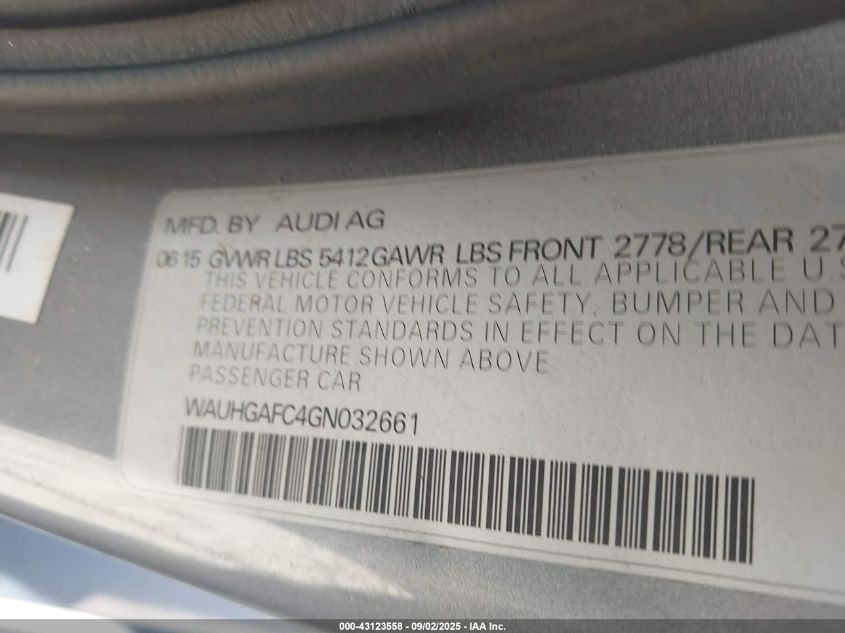 MFD. BY AUDI AG
06 15 GVWR LBS 5412 GAWR LBS FRONT 2778/REAR 27
THIS VEHICLE CONFORMS TO ALL APPLICABLE U.S
FEDERAL MOTOR VEHICLE SAFETY, BUMPER AND
PREVENTION STANDARDS IN EFFECT ON THE DAT
MANUFACTURE SHOWN ABOVE
PASSENGER CAR
WAUHGAFC4GN032661
000-43123558 - 09/02/2025 - IAA Inc.